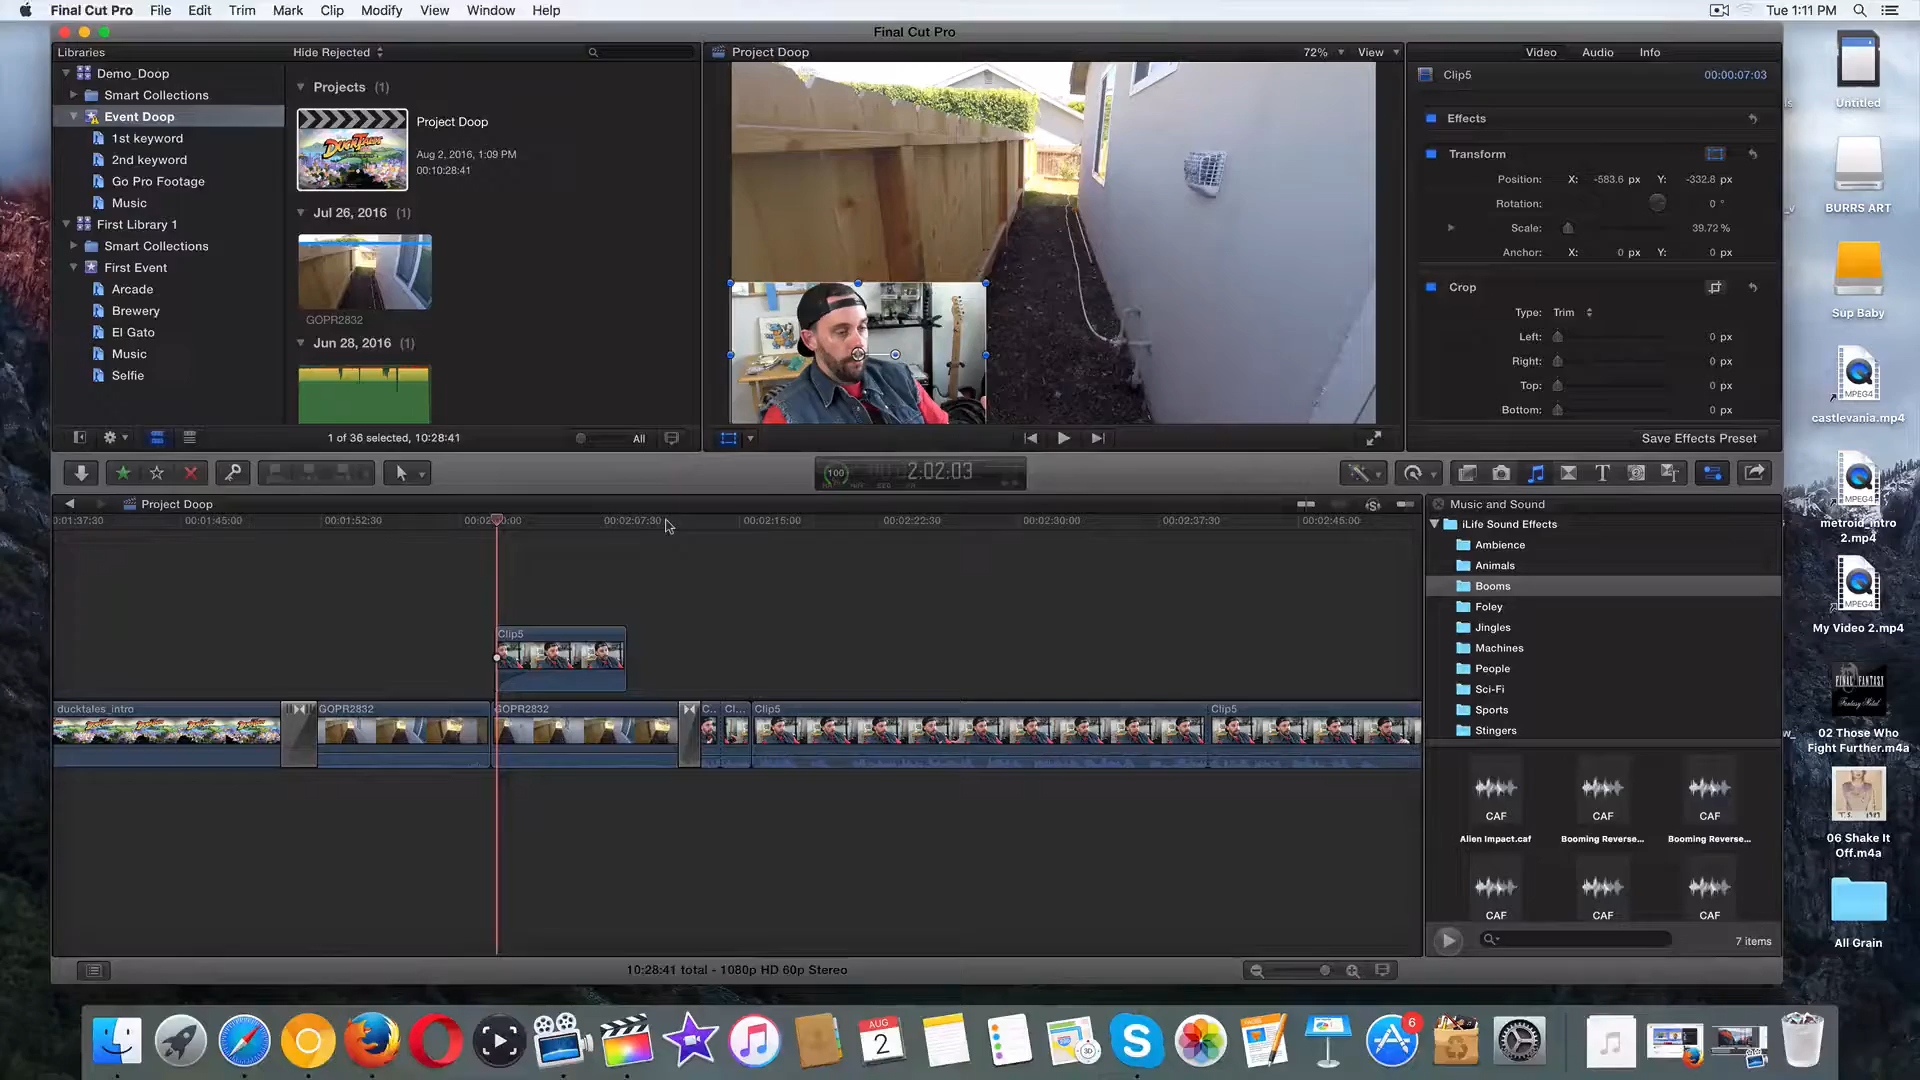 Final Cut Pro File Edit Trim Mark Clip Modify View Window Help
Tue 1:11 PM
Final Cut Pro
Libraries
Hide Rejected
Demo_Doop
Smart Collections
Event Doop
1st keyword
2nd keyword
Go Pro Footage
Music
First Library 1
Smart Collections
First Event
Arcade
Brewery
El Gato
Music
Selfie
Projects (1)
Project Doop
Aug 2, 2016, 1:09 PM
00:10:28:41
DUCKTALES
Jul 26, 2016 (1)
GOPR2832
Jun 28, 2016 (1)
1 of 36 selected, 10:28:41
All
Project Doop
72% View
Video Audio Info
Clip5
00:00:07:03
Effects
Transform
Position: X: -583.6 px Y: -332.8 px
Rotation: 0 °
Scale: 39.72 %
Anchor: X: 0 px Y: 0 px
Crop
Type: Trim
Left: 0 px
Right: 0 px
Top: 0 px
Bottom: 0 px
Save Effects Preset
100
2:02.03
Project Doop
0:01:37:30 00:01:45:00 00:01:52:30 00:02:07:30 00:02:15:00 00:02:22:30 00:02:30:00 00:02:37:30 00:02:45:00
Clip5
ducktales_intro
GOPR2832
GOPR2832
C..
Cl...
Clip5
Clip5
10:28:41 total - 1080p HD 60p Stereo
Music and Sound
iLife Sound Effects
Ambience
Animals
Booms
Foley
Jingles
Machines
People
Sci-Fi
Sports
Stingers
CAF
Alien Impact.caf
CAF
Booming Reverse...
CAF
Booming Reverse...
CAF
CAF
CAF
7 items
Untitled
BURRS ART
Sup Baby
MPEG4
castlevania.mp4
MPEG4
metroid_intro
2.mp4
MPEG4
My Video 2.mp4
FINAL FANTASY
02 Those Who
Fight Further.m4a
06 Shake It
Off.m4a
All Grain
AUG
2
3D
6